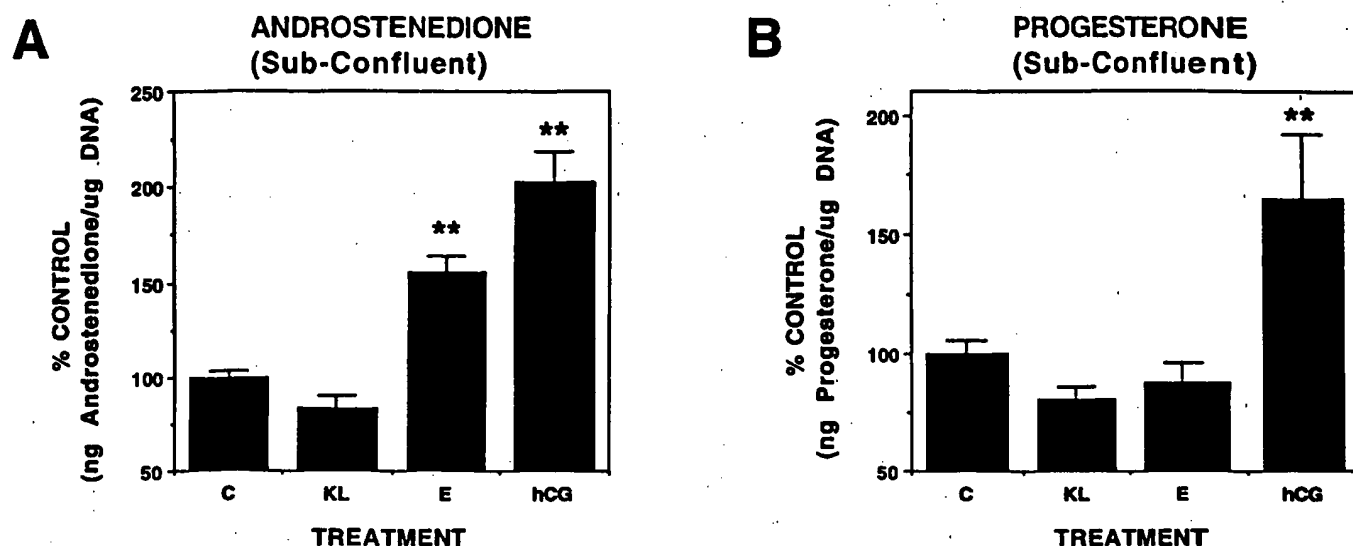 A
ANDROSTENEDIONE
(Sub-Confluent)
% CONTROL
(ng Androstenedione/ug DNA)
250
200
150
100
50
**
**
C KL E hCG
TREATMENT
B
PROGESTERONE
(Sub-Confluent)
% CONTROL
(ng Progesterone/ug DNA)
200
150
100
50
**
C KL E hCG
TREATMENT